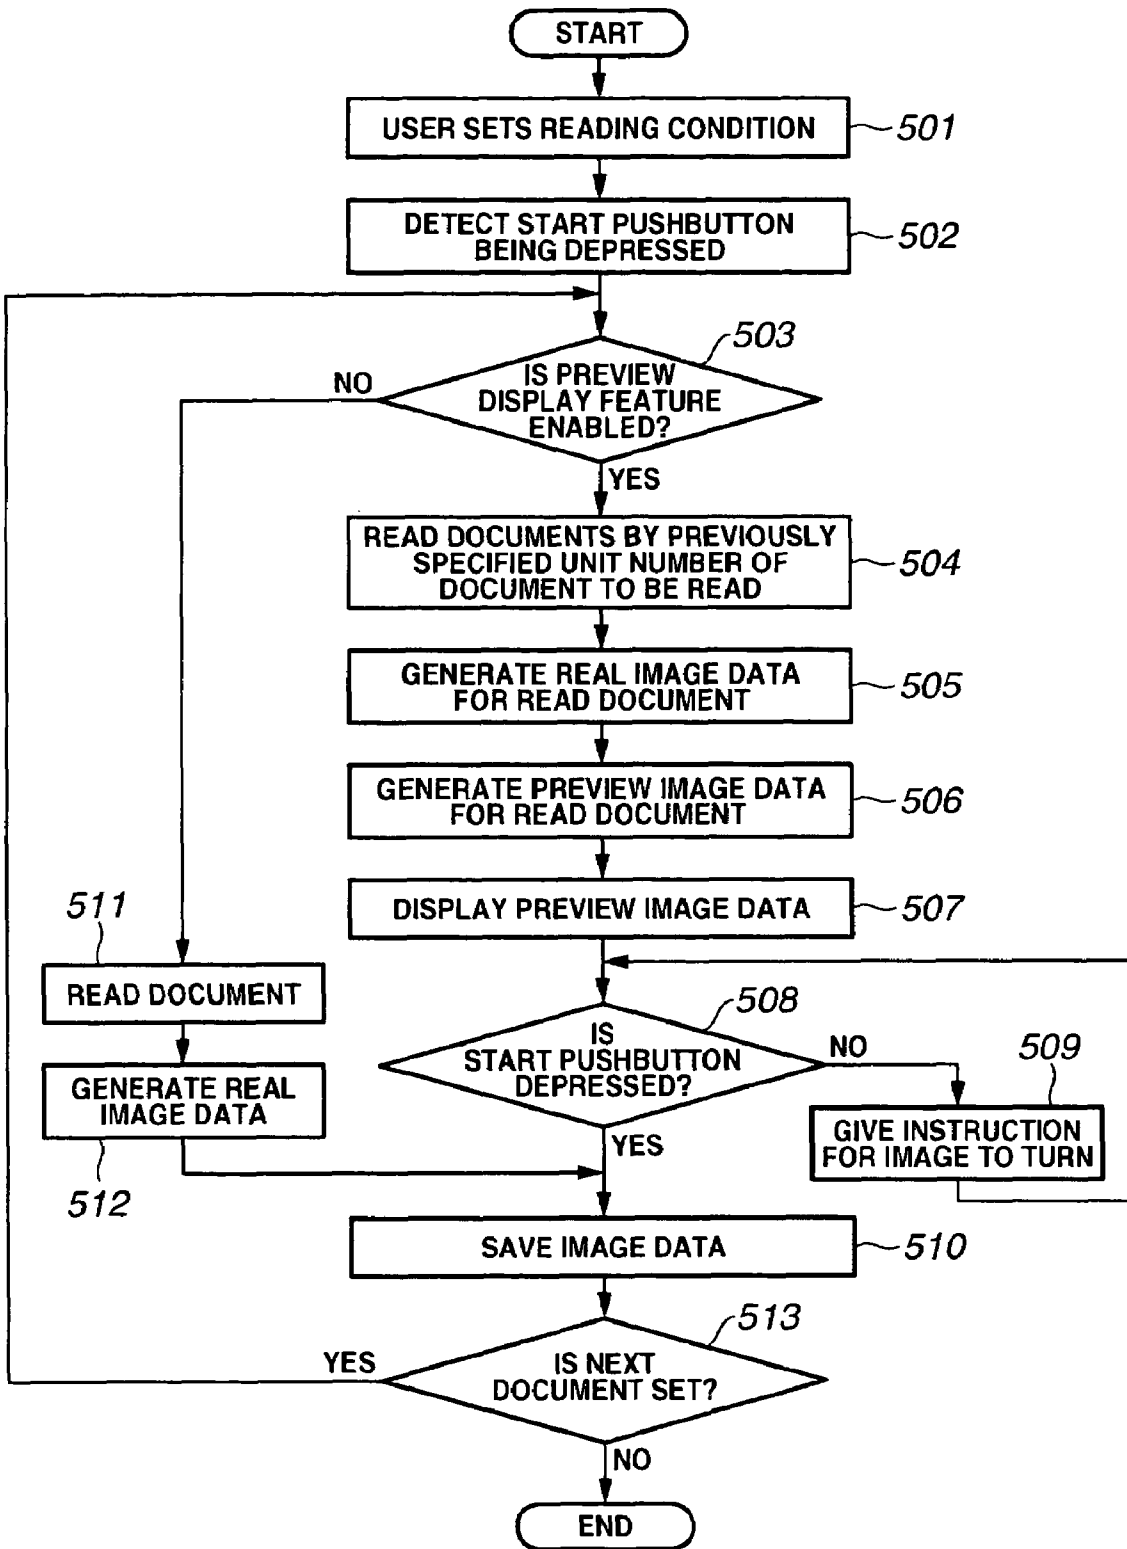 START
USER SETS READING CONDITION
501
DETECT START PUSHBUTTON
BEING DEPRESSED
502
503
IS PREVIEW
DISPLAY FEATURE
ENABLED?
NO
YES
READ DOCUMENTS BY PREVIOUSLY
SPECIFIED UNIT NUMBER OF
DOCUMENT TO BE READ
504
GENERATE REAL IMAGE DATA
FOR READ DOCUMENT
505
GENERATE PREVIEW IMAGE DATA
FOR READ DOCUMENT
506
DISPLAY PREVIEW IMAGE DATA
507
511
READ DOCUMENT
508
IS
START PUSHBUTTON
DEPRESSED?
NO
YES
509
GIVE INSTRUCTION
FOR IMAGE TO TURN
GENERATE REAL
IMAGE DATA
512
SAVE IMAGE DATA
510
513
IS NEXT
DOCUMENT SET?
YES
NO
END